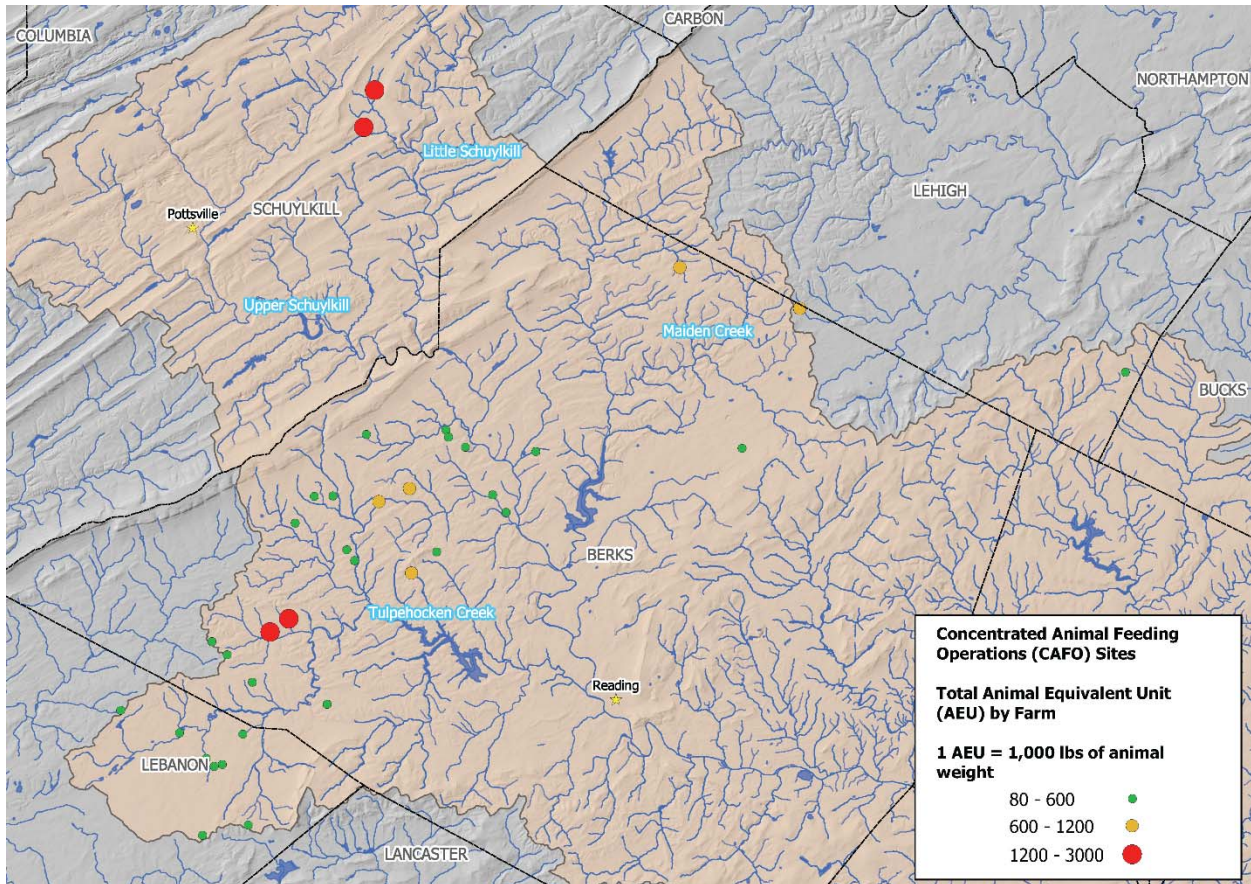 COLUMBIA
CARBON
NORTHAMPTON
Little Schuylkill
LEHIGH
Pottsville
SCHUYLKILL
Upper Schuylkill
Maiden Creek
BUCKS
BERKS
Tulpehocken Creek
Reading
LEBANON
LANCASTER
Concentrated Animal Feeding
Operations (CAFO) Sites
Total Animal Equivalent Unit
(AEU) by Farm
1 AEU = 1,000 lbs of animal
weight
80 - 600
600 - 1200
1200 - 3000